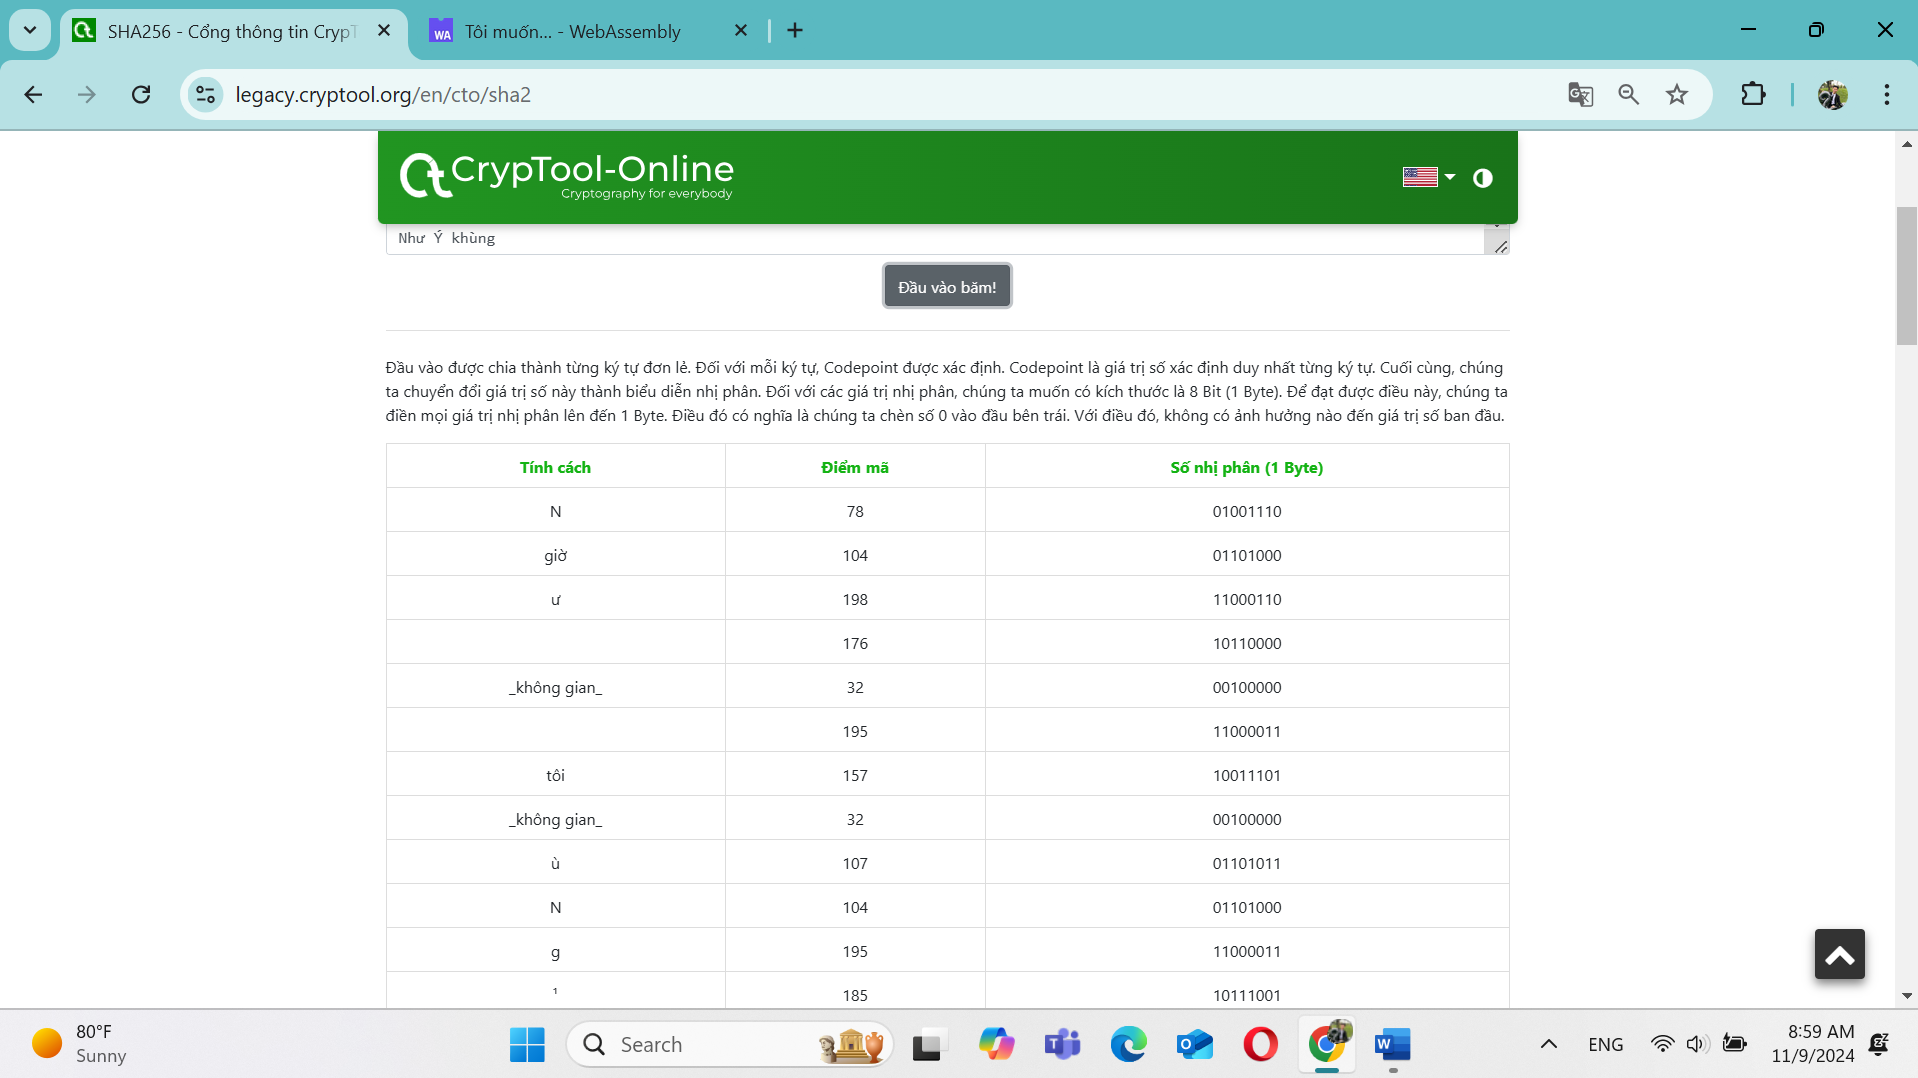 SHA256 - Cổng thông tin CrypT
Tôi muốn... - WebAssembly
legacy.cryptool.org/en/cto/sha2
CrypTool-Online
Cryptography for everybody
Như Ý khùng
Đầu vào băm!
Đầu vào được chia thành từng ký tự đơn lẻ. Đối với mỗi ký tự, Codepoint được xác định. Codepoint là giá trị số xác định duy nhất từng ký tự. Cuối cùng, chúng
ta chuyển đổi giá trị số này thành biểu diễn nhị phân. Đối với các giá trị nhị phân, chúng ta muốn có kích thước là 8 Bit (1 Byte). Để đạt được điều này, chúng ta
điền mọi giá trị nhị phân lên đến 1 Byte. Điều đó có nghĩa là chúng ta chèn số 0 vào đầu bên trái. Với điều đó, không có ảnh hưởng nào đến giá trị số ban đầu.
Tính cách Điểm mã Số nhị phân (1 Byte)
N 78 01001110
giờ 104 01101000
ư 198 11000110
176 10110000
_không gian_ 32 00100000
195 11000011
tôi 157 10011101
_không gian_ 32 00100000
ù 107 01101011
N 104 01101000
g 195 11000011
¹ 185 10111001
80°F
Sunny
Search
ENG
8:59 AM
11/9/2024